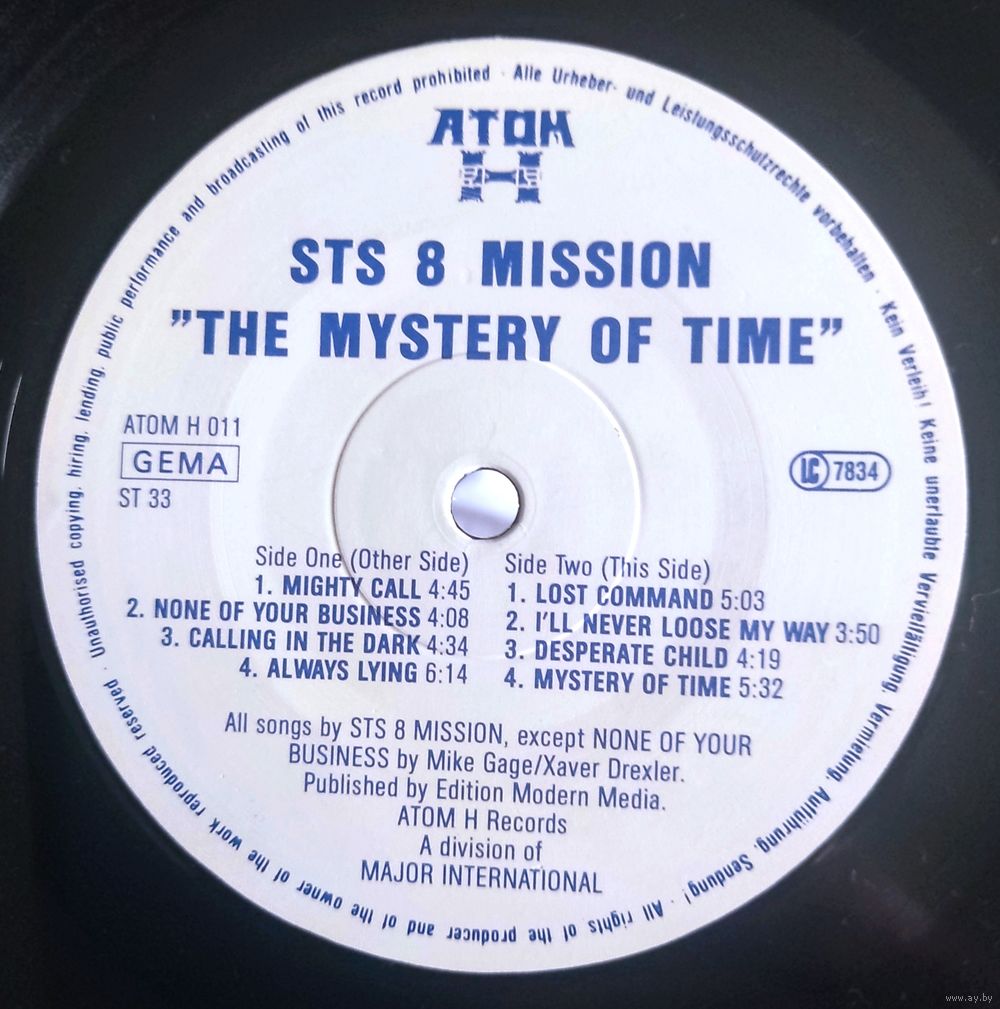 Unauthorised copying, hiring, lending, public performance and broadcasting of this record prohibited · Alle Urheber- und Leistungsschutzrechte vorbehalten · Kein Verleih! Keine unerlaubte Vervielfältigung, Vermietung, Aufführung, Sendung! · All rights of the producer and of the owner of the work reproduced reserved ·
ATOM
H
STS 8 MISSION
"THE MYSTERY OF TIME"
ATOM H 011
GEMA
ST 33
LC 7834
Side One (Other Side)
1. MIGHTY CALL 4:45
2. NONE OF YOUR BUSINESS 4:08
3. CALLING IN THE DARK 4:34
4. ALWAYS LYING 6:14
Side Two (This Side)
1. LOST COMMAND 5:03
2. I'LL NEVER LOOSE MY WAY 3:50
3. DESPERATE CHILD 4:19
4. MYSTERY OF TIME 5:32
All songs by STS 8 MISSION, except NONE OF YOUR
BUSINESS by Mike Gage/Xaver Drexler.
Published by Edition Modern Media.
ATOM H Records
A division of
MAJOR INTERNATIONAL
www.ay.by